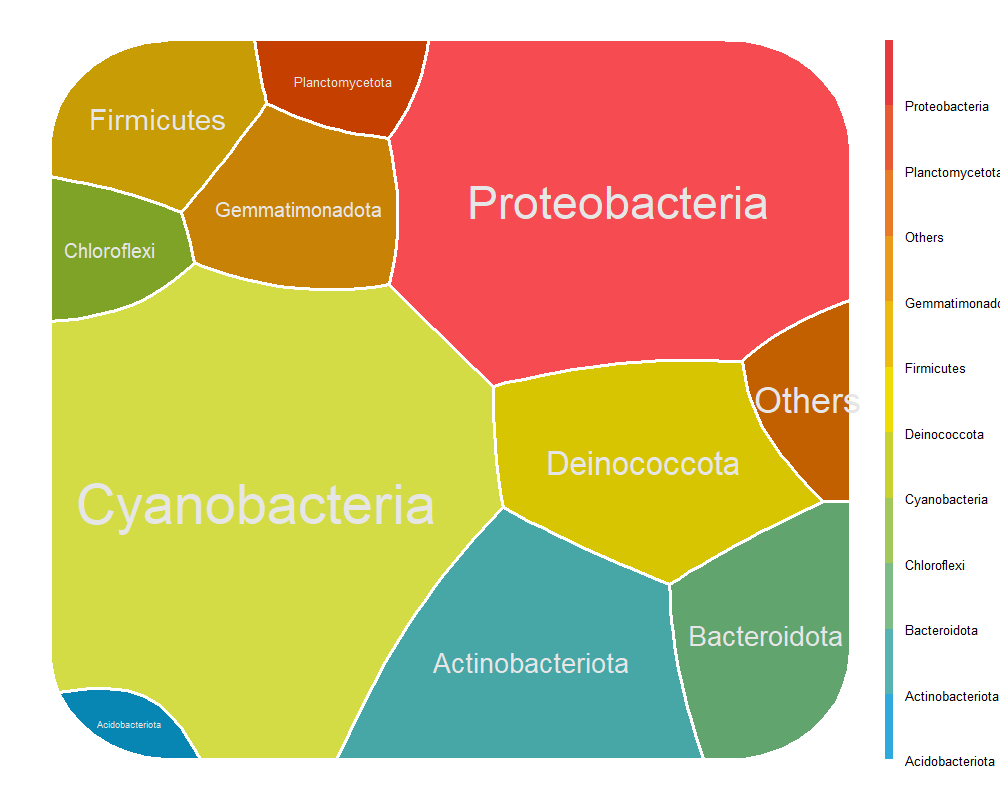 Planctomycetota
Firmicutes
Gemmatimonadota
Proteobacteria
Chloroflexi
Others
Deinococcota
Cyanobacteria
Bacteroidota
Actinobacteriota
Acidobacteriota
Proteobacteria
Planctomycetota
Others
Gemmatimonado
Firmicutes
Deinococcota
Cyanobacteria
Chloroflexi
Bacteroidota
Actinobacteriota
Acidobacteriota